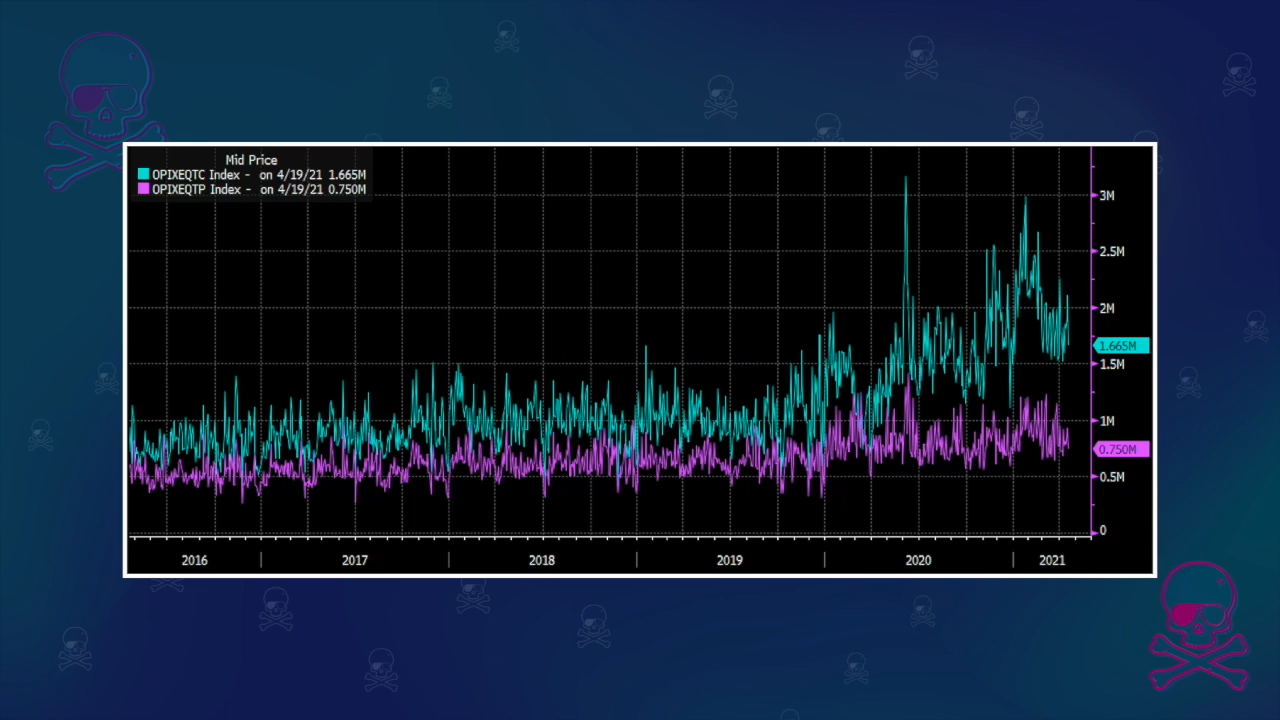 Mid Price
OPIXEQTC Index - on 4/19/21 1.665M
OPIXEQTP Index - on 4/19/21 0.750M
3M
2.5M
2M
1.665M
1.5M
1M
0.750M
0.5M
0
2016 2017 2018 2019 2020 2021